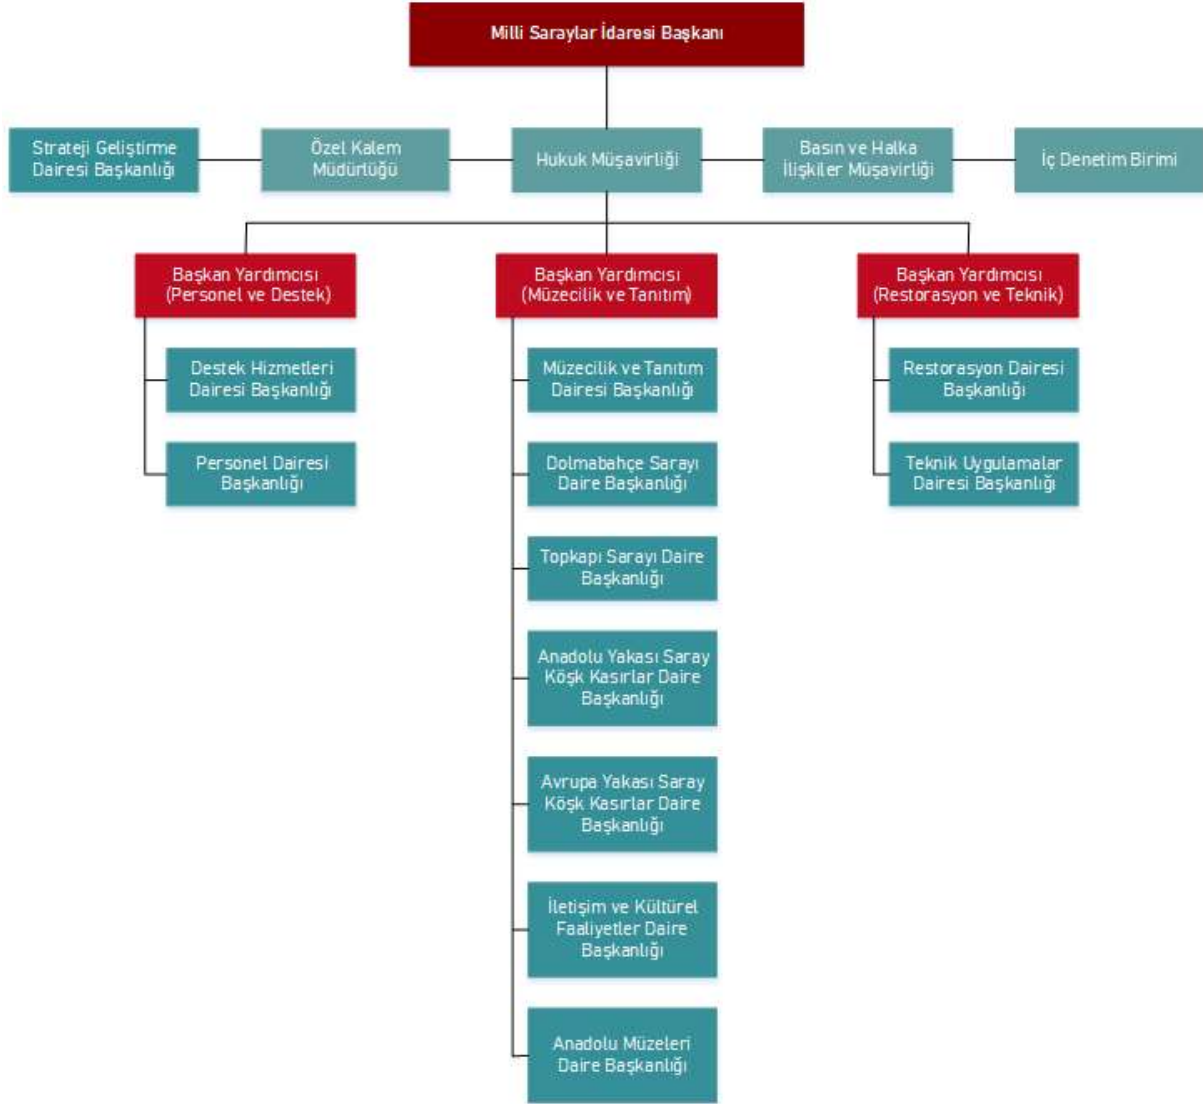 Milli Saraylar İdaresi Başkanı
Strateji Geliştirme
Dairesi Başkanlığı
Özel Kalem
Müdürlüğü
Hukuk Müşavirliği
Basın ve Halka
İlişkiler Müşavirliği
İç Denetim Birimi
Başkan Yardımcısı
(Personel ve Destek)
Destek Hizmetleri
Dairesi Başkanlığı
Personel Dairesi
Başkanlığı
Başkan Yardımcısı
(Müzecilik ve Tanıtım)
Müzecilik ve Tanıtım
Dairesi Başkanlığı
Dolmabahçe Sarayı
Daire Başkanlığı
Topkapı Sarayı Daire
Başkanlığı
Anadolu Yakası Saray
Köşk Kasırlar Daire
Başkanlığı
Avrupa Yakası Saray
Köşk Kasırlar Daire
Başkanlığı
İletişim ve Kültürel
Faaliyetler Daire
Başkanlığı
Anadolu Müzeleri
Daire Başkanlığı
Başkan Yardımcısı
(Restorasyon ve Teknik)
Restorasyon Dairesi
Başkanlığı
Teknik Uygulamalar
Dairesi Başkanlığı